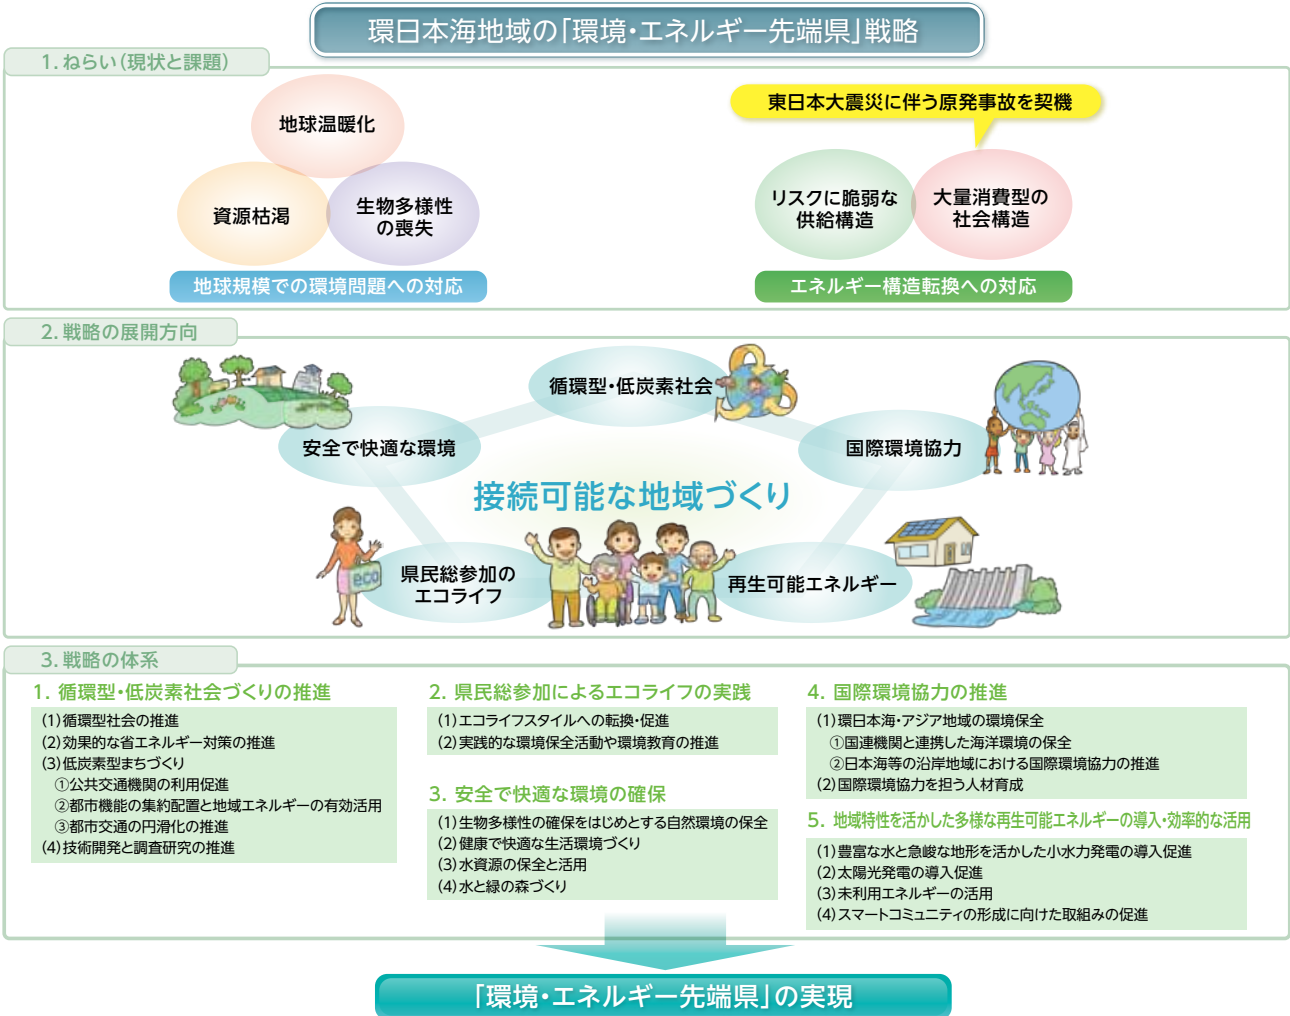 環日本海地域の「環境・エネルギー先端県」戦略
1. ねらい（現状と課題）
地球温暖化
資源枯渇
生物多様性
の喪失
地球規模での環境問題への対応
東日本大震災に伴う原発事故を契機
リスクに脆弱な
供給構造
大量消費型の
社会構造
エネルギー構造転換への対応
2. 戦略の展開方向
循環型・低炭素社会
安全で快適な環境
国際環境協力
接続可能な地域づくり
県民総参加の
エコライフ
eco
再生可能エネルギー
3. 戦略の体系
1. 循環型・低炭素社会づくりの推進
(1)循環型社会の推進
(2)効果的な省エネルギー対策の推進
(3)低炭素型まちづくり
①公共交通機関の利用促進
②都市機能の集約配置と地域エネルギーの有効活用
③都市交通の円滑化の推進
(4)技術開発と調査研究の推進
2. 県民総参加によるエコライフの実践
(1)エコライフスタイルへの転換・促進
(2)実践的な環境保全活動や環境教育の推進
3. 安全で快適な環境の確保
(1)生物多様性の確保をはじめとする自然環境の保全
(2)健康で快適な生活環境づくり
(3)水資源の保全と活用
(4)水と緑の森づくり
4. 国際環境協力の推進
(1)環日本海・アジア地域の環境保全
①国連機関と連携した海洋環境の保全
②日本海等の沿岸地域における国際環境協力の推進
(2)国際環境協力を担う人材育成
5. 地域特性を活かした多様な再生可能エネルギーの導入・効率的な活用
(1)豊富な水と急峻な地形を活かした小水力発電の導入促進
(2)太陽光発電の導入促進
(3)未利用エネルギーの活用
(4)スマートコミュニティの形成に向けた取組みの促進
「環境・エネルギー先端県」の実現